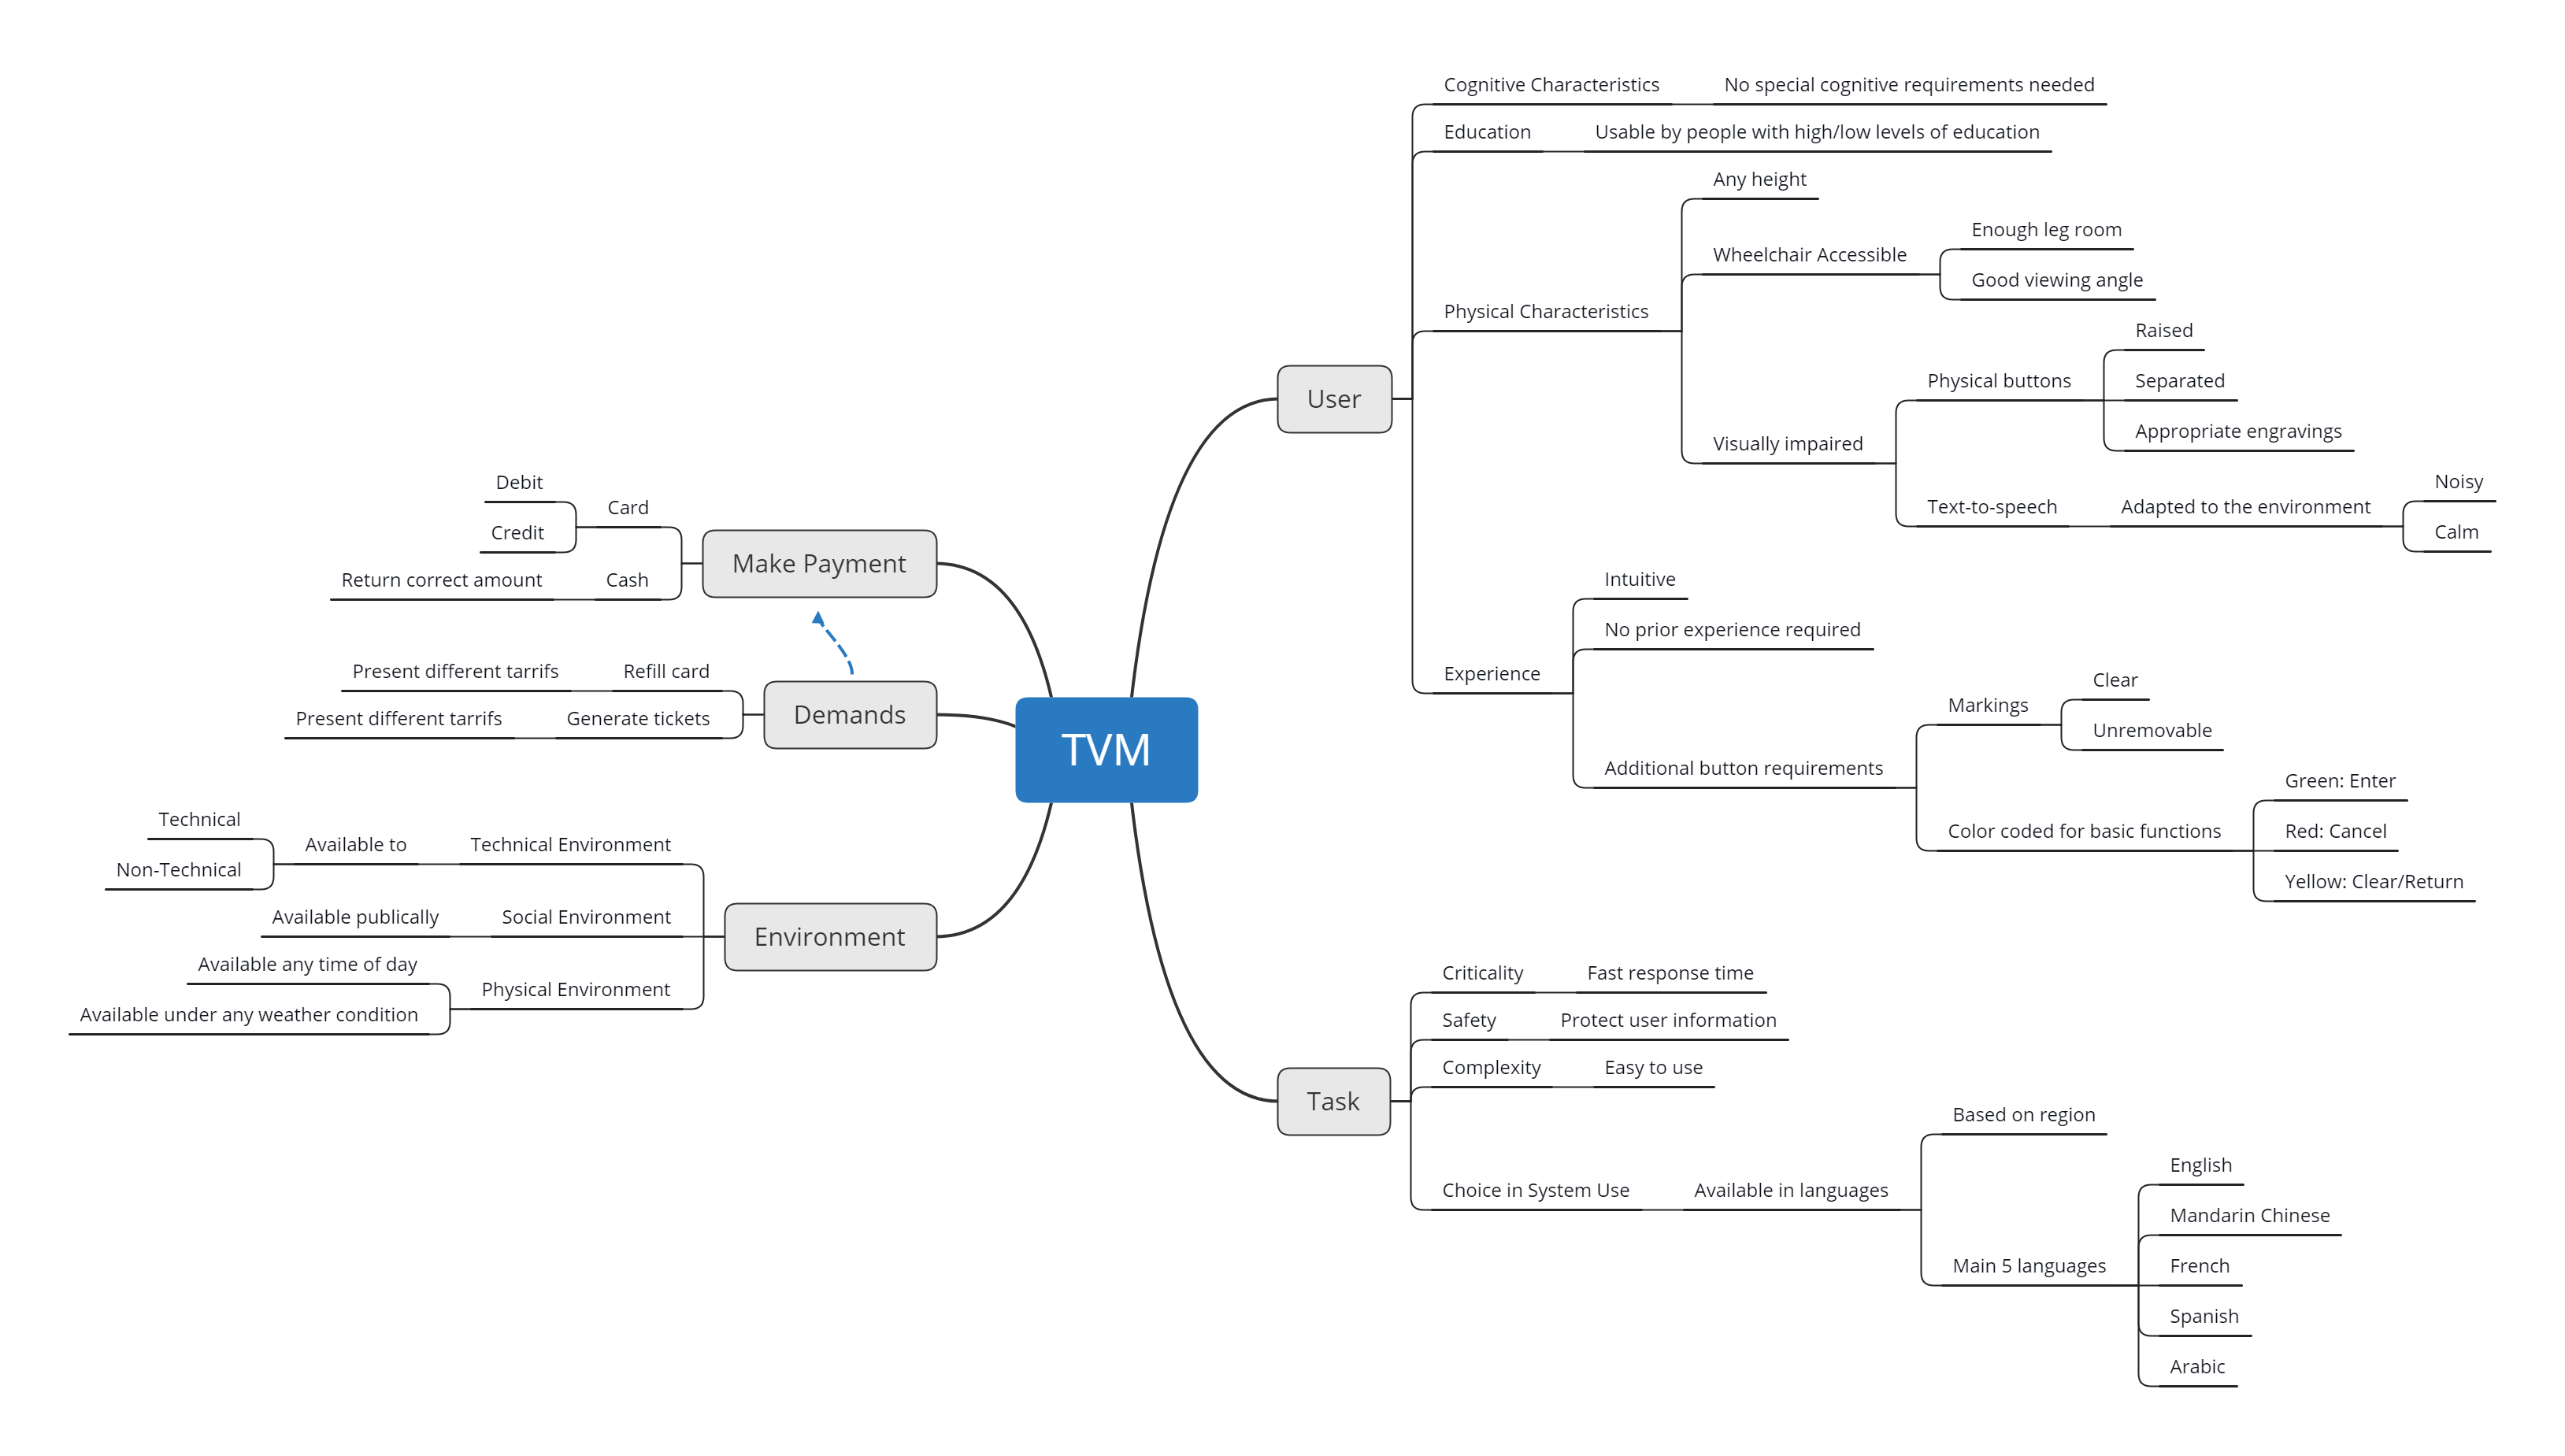 TVM
User
Cognitive Characteristics
No special cognitive requirements needed
Education
Usable by people with high/low levels of education
Physical Characteristics
Any height
Wheelchair Accessible
Enough leg room
Good viewing angle
Visually impaired
Physical buttons
Raised
Separated
Appropriate engravings
Text-to-speech
Adapted to the environment
Noisy
Calm
Experience
Intuitive
No prior experience required
Additional button requirements
Markings
Clear
Unremovable
Color coded for basic functions
Green: Enter
Red: Cancel
Yellow: Clear/Return
Task
Criticality
Fast response time
Safety
Protect user information
Complexity
Easy to use
Choice in System Use
Available in languages
Based on region
Main 5 languages
English
Mandarin Chinese
French
Spanish
Arabic
Make Payment
Card
Debit
Credit
Cash
Return correct amount
Demands
Refill card
Present different tarrifs
Generate tickets
Present different tarrifs
Environment
Technical Environment
Available to
Technical
Non-Technical
Social Environment
Available publically
Physical Environment
Available any time of day
Available under any weather condition